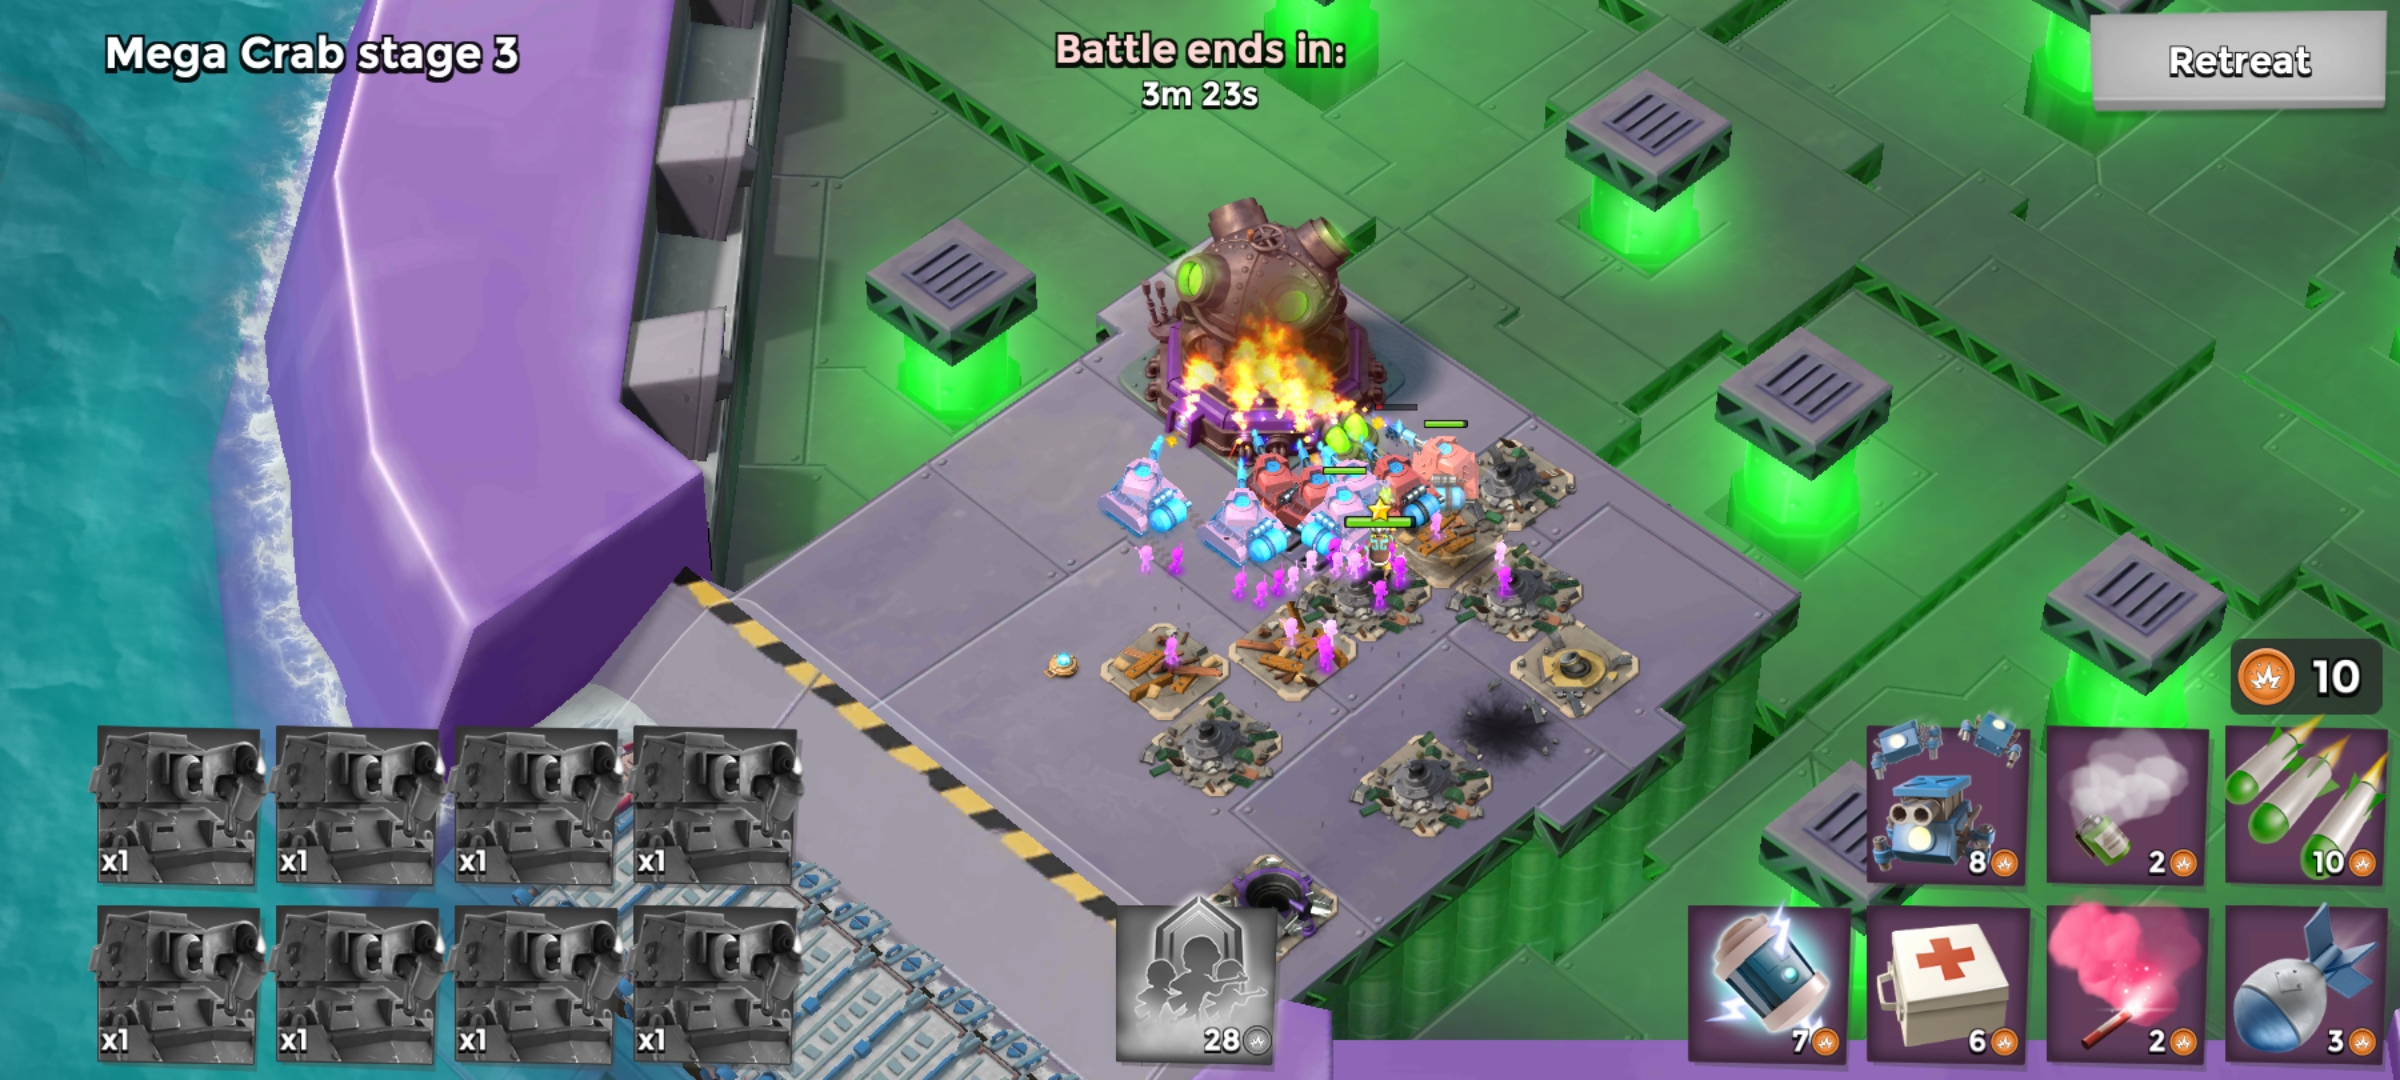 Mega Crab stage 3
Battle ends in:
3m 23s
Retreat
10
8
2
10
x1
x1
x1
x1
x1
x1
x1
x1
28
7
6
2
3